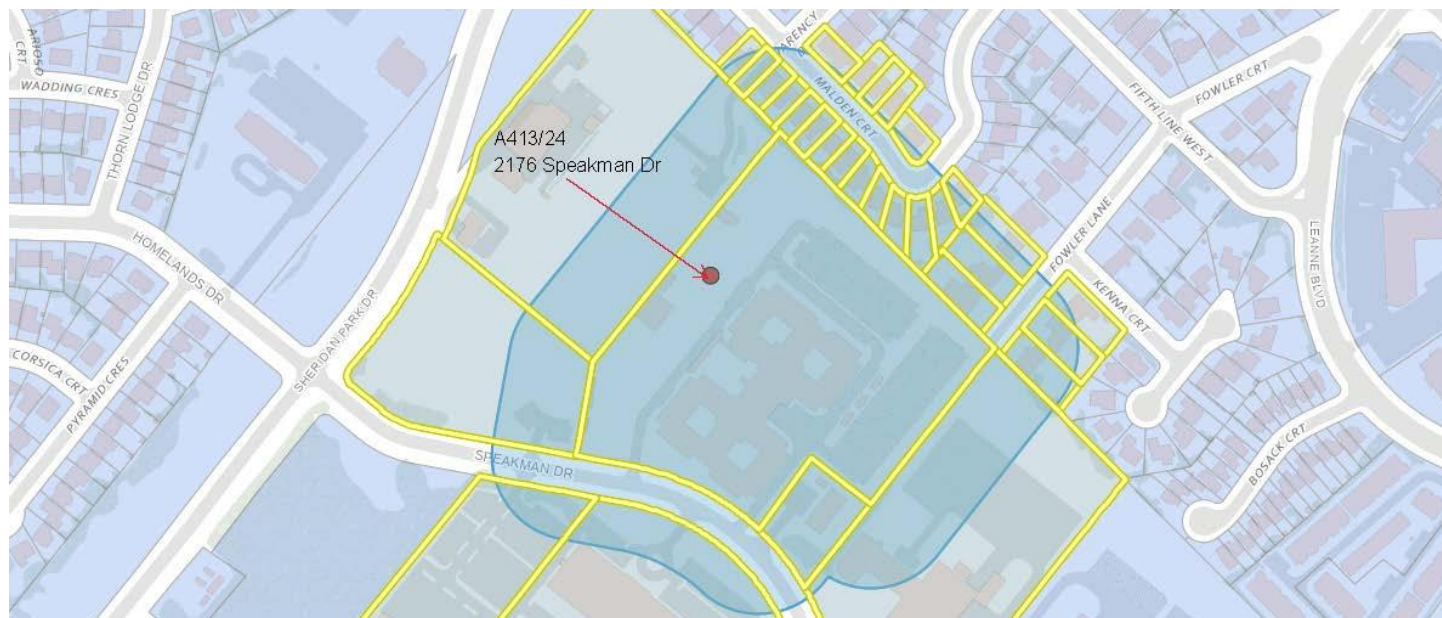 ARIOSO
CRT
WADDING CRES
THORN LODGE DR
HOMELANDS DR
CORSICA CRT
PYRAMID CRES
SHERIDAN PARK DR
A413/24
2176 Speakman Dr
SPEAKMAN DR
MALDEN CRT
FIFTH LINE WEST
FOWLER CRT
FOWLER LANE
KENNA CRT
LEANNE BLVD
BOSACK CRT